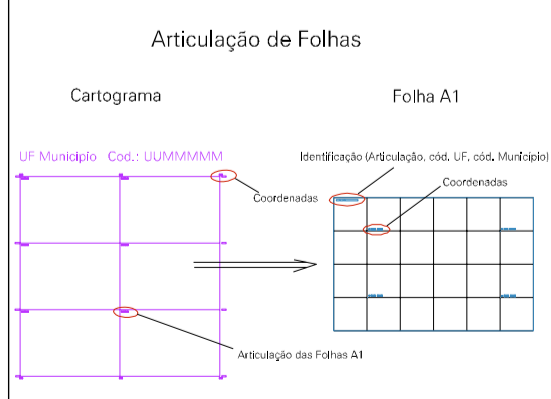 Articulação de Folhas
Cartograma
Folha A1
UF Municipio Cod.: UUMMMMM
Identificação (Articulação, cód. UF, cód. Município)
Coordenadas
Coordenadas
Articulação das Folhas A1